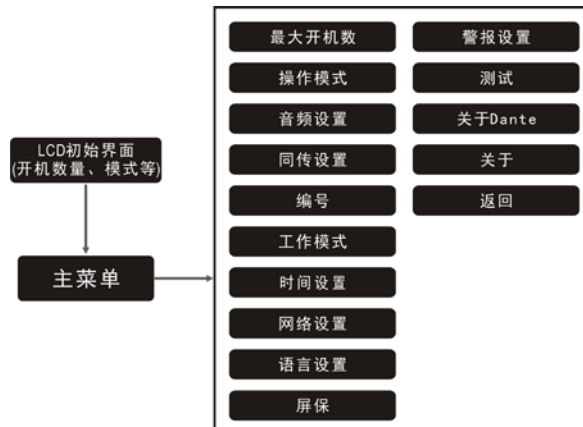 LCD初始界面
(开机数量、模式等)
主菜单
最大开机数
操作模式
音频设置
同传设置
编号
工作模式
时间设置
网络设置
语言设置
屏保
警报设置
测试
关于Dante
关于
返回